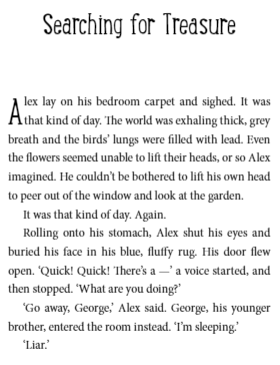 Searching for Treasure
Alex lay on his bedroom carpet and sighed. It was
that kind of day. The world was exhaling thick, grey
breath and the birds' lungs were filled with lead. Even
the flowers seemed unable to lift their heads, or so Alex
imagined. He couldn't be bothered to lift his own head
to peer out of the window and look at the garden.
It was that kind of day. Again.
Rolling onto his stomach, Alex shut his eyes and
buried his face in his blue, fluffy rug. His door flew
open. ‘Quick! Quick! There's a —’ a voice started, and
then stopped. ‘What are you doing?’
‘Go away, George,’ Alex said. George, his younger
brother, entered the room instead. ‘I'm sleeping.’
‘Liar.’